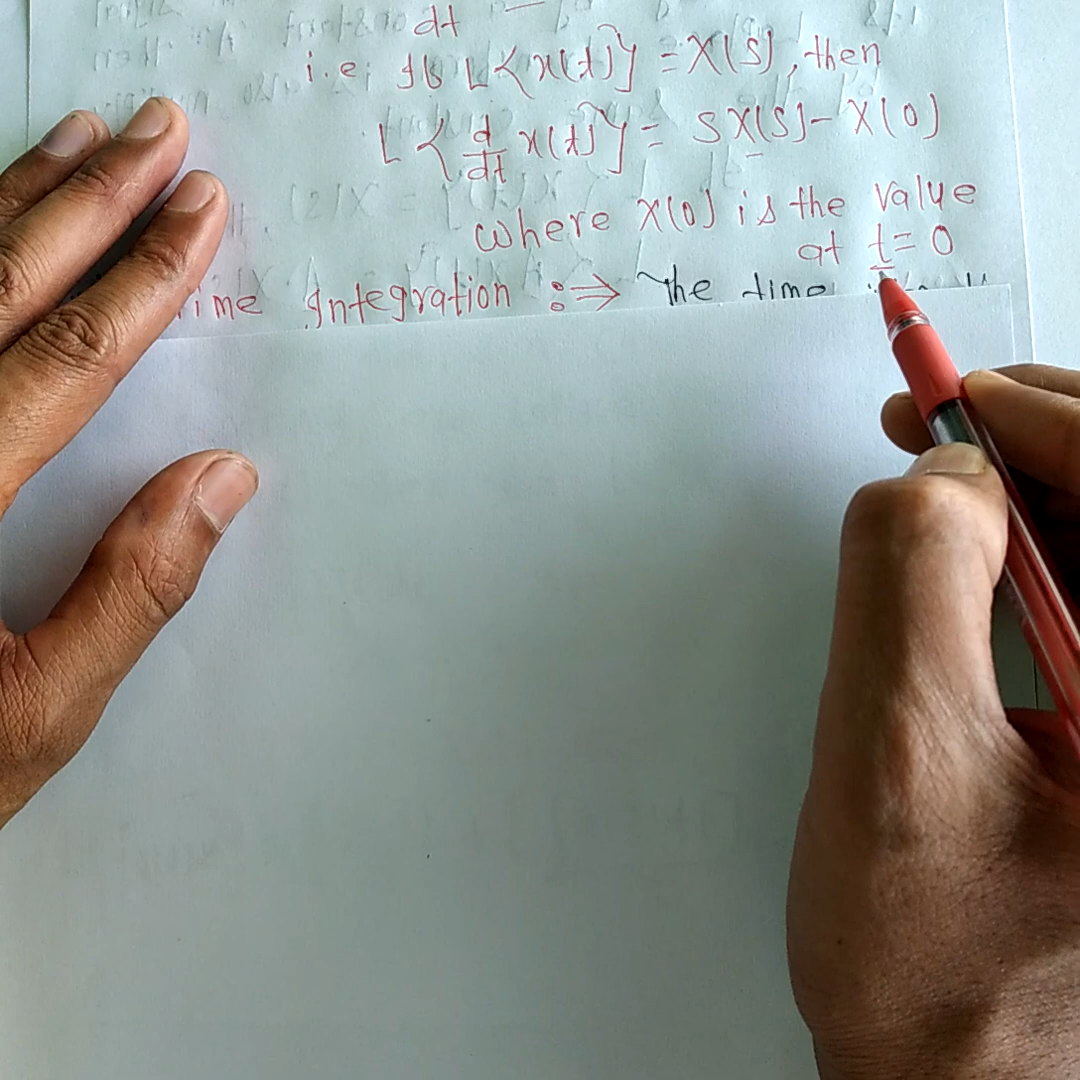 dt
i.e; If L{x(t)} = X(s), then
L{d/dt x(t)} = SX(s) - X(0)
where X(0) is the value
at t = 0
ime Integration :⇒ The time